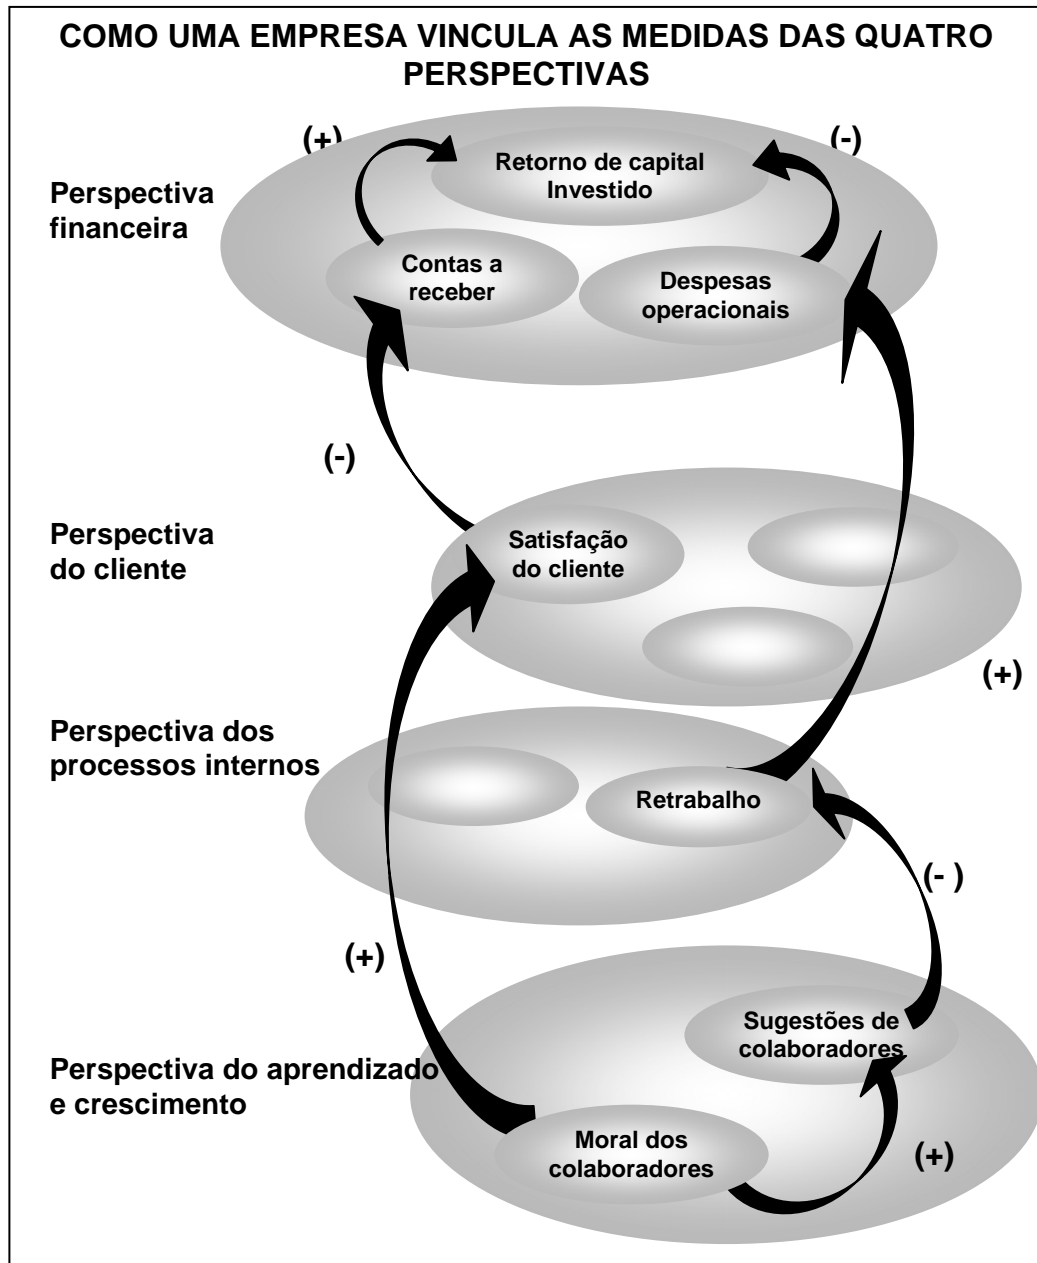 COMO UMA EMPRESA VINCULA AS MEDIDAS DAS QUATRO
PERSPECTIVAS
(+)
(-)
Retorno de capital
Investido
Perspectiva
financeira
Contas a
receber
Despesas
operacionais
(-)
Perspectiva
do cliente
Satisfação
do cliente
(+)
Perspectiva dos
processos internos
Retrabalho
(- )
(+)
Sugestões de
colaboradores
Perspectiva do aprendizado
e crescimento
Moral dos
colaboradores
(+)